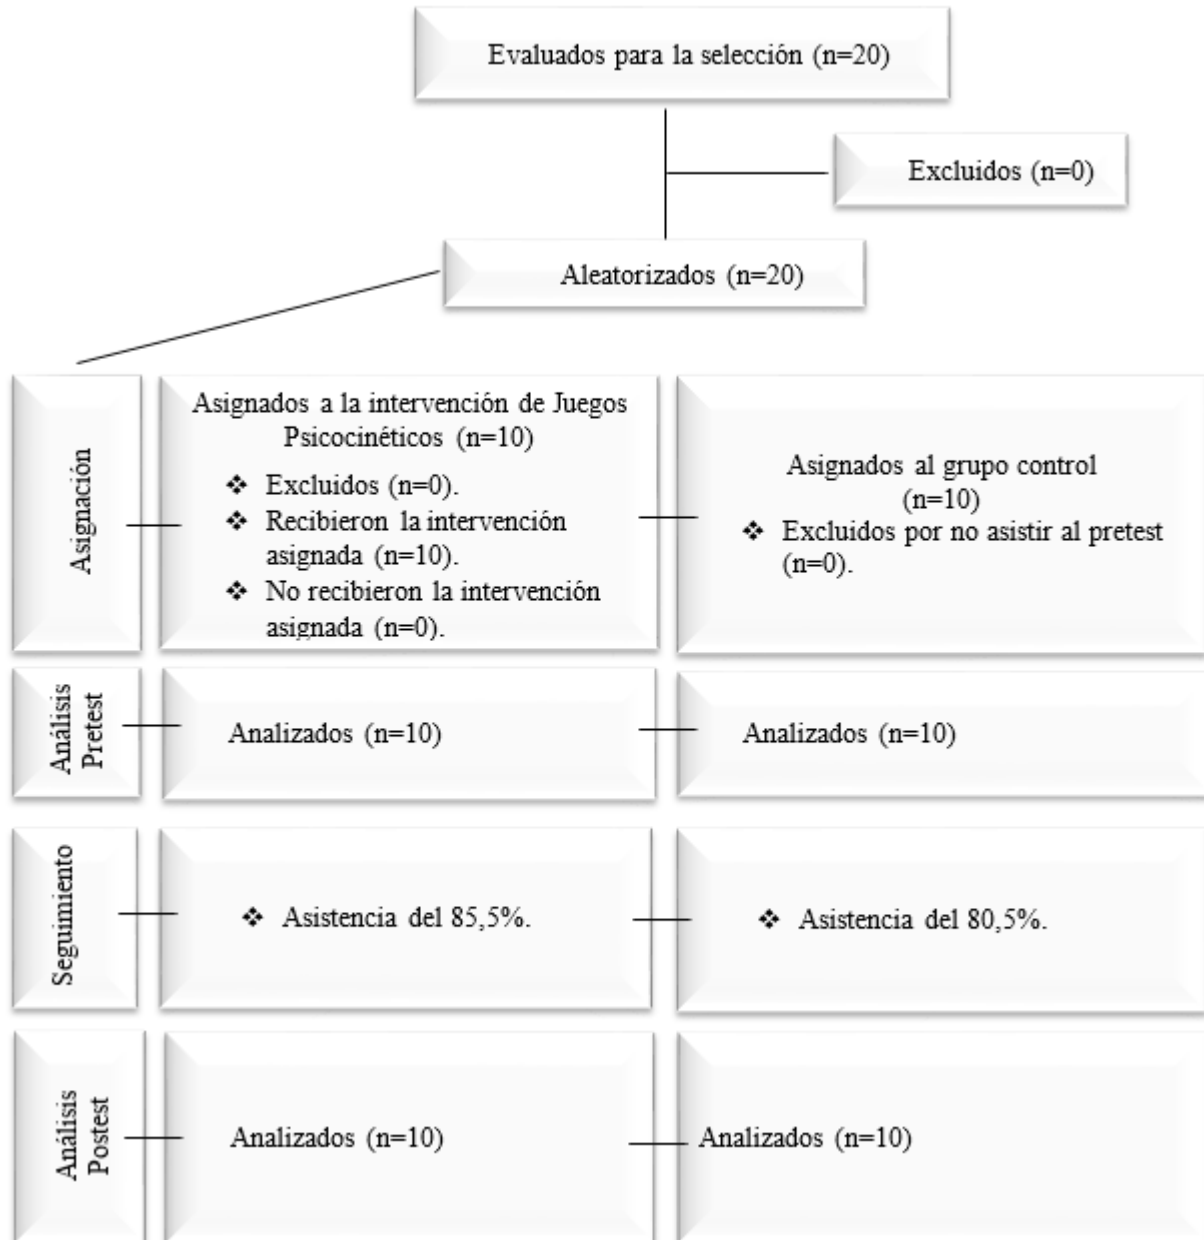 Evaluados para la selección (n=20)
Excluidos (n=0)
Aleatorizados (n=20)
Asignación
Asignados a la intervención de Juegos
Psicocinéticos (n=10)
❖ Excluidos (n=0).
❖ Recibieron la intervención
asignada (n=10).
❖ No recibieron la intervención
asignada (n=0).
Asignados al grupo control
(n=10)
❖ Excluidos por no asistir al pretest
(n=0).
Análisis
Pretest
Analizados (n=10)
Analizados (n=10)
Seguimiento
❖ Asistencia del 85,5%.
❖ Asistencia del 80,5%.
Análisis
Postest
Analizados (n=10)
Analizados (n=10)